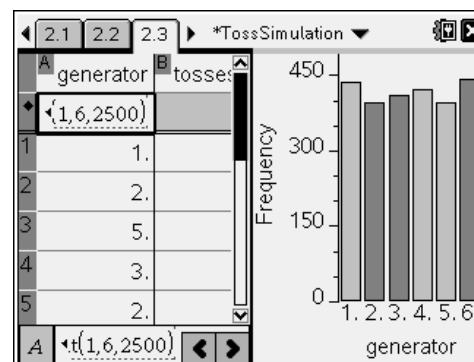 2.1 2.2 2.3 *TossSimulation
A generator B tosses
(1,6,2500)
1 1.
2 2.
3 5.
4 3.
5 2.
A t(1,6,2500)
Frequency
450
300
150
0
1. 2. 3. 4. 5. 6
generator